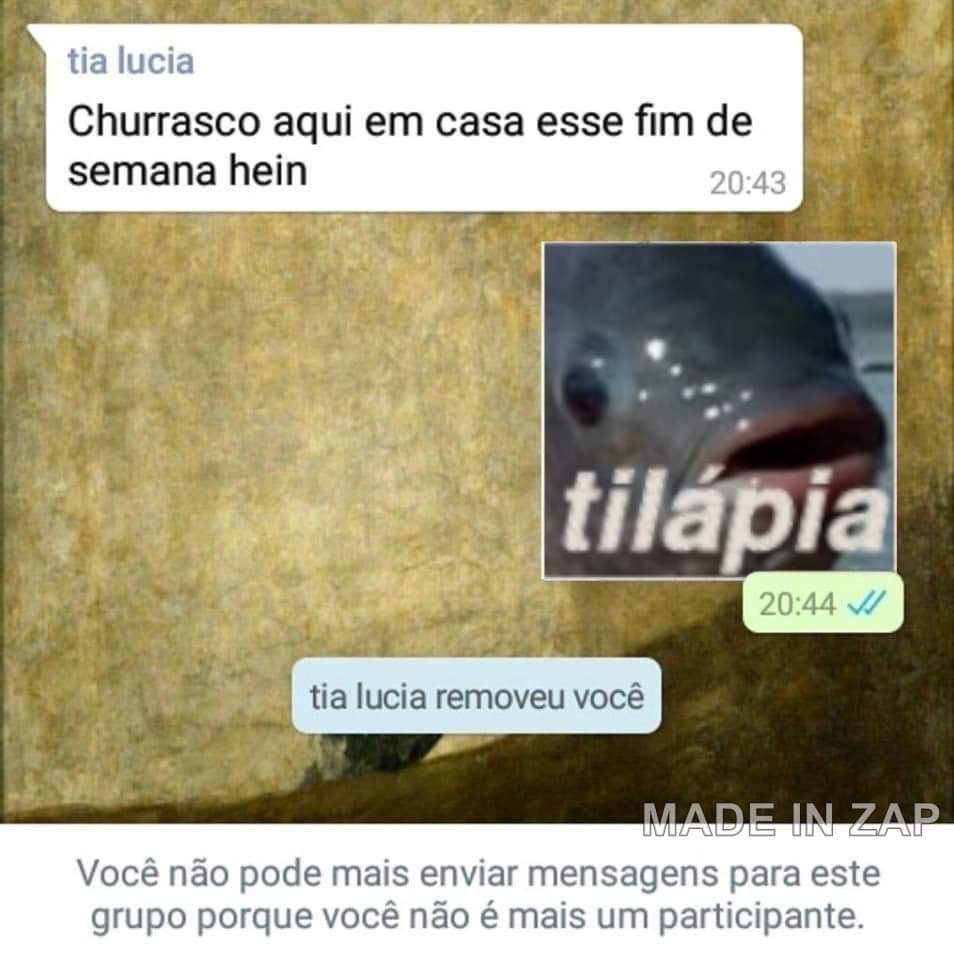 tia lucia
Churrasco aqui em casa esse fim de
semana hein
20:43
tilápia
20:44
tia lucia removeu você
MADE IN ZAP
Você não pode mais enviar mensagens para este
grupo porque você não é mais um participante.